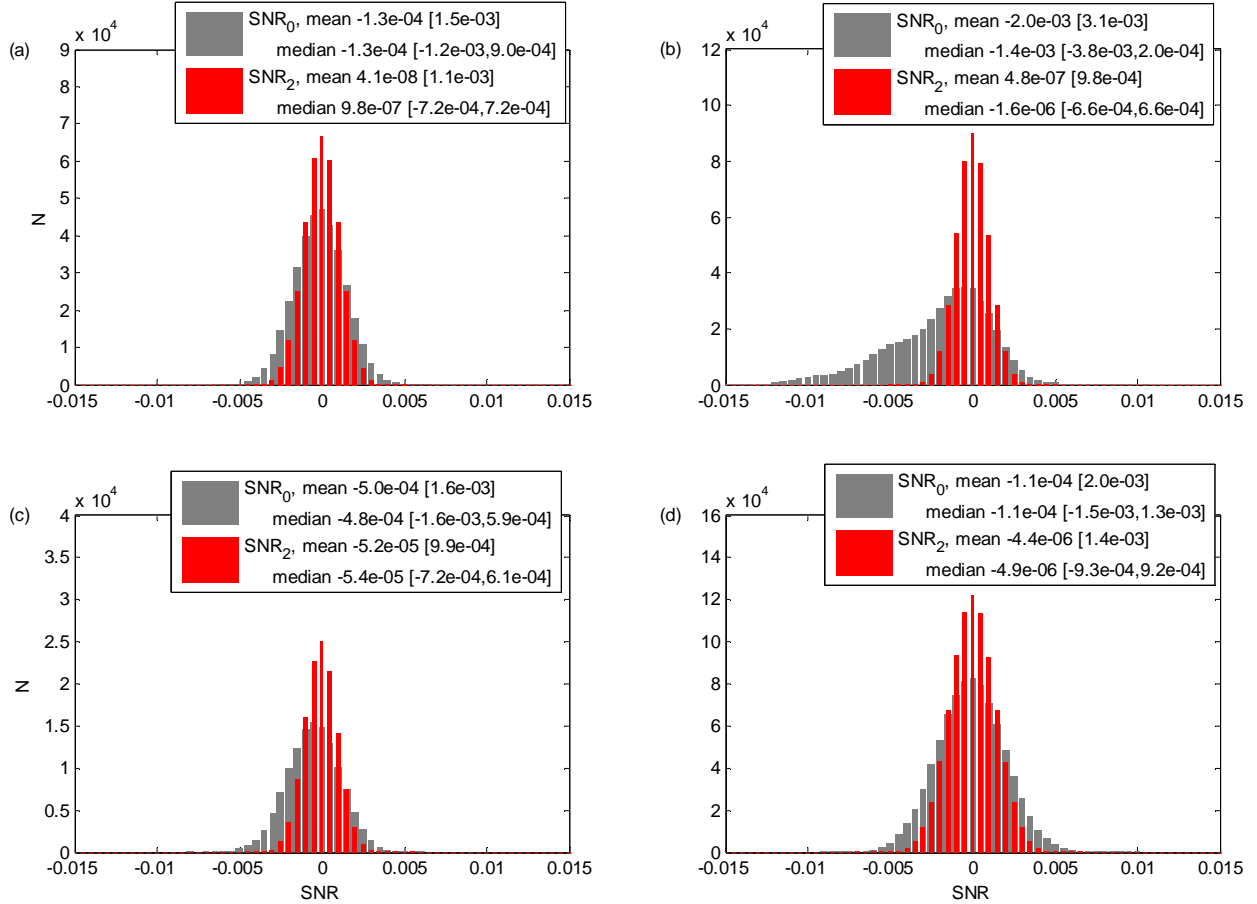 (a)
x 10^4
SNR_0, mean -1.3e-04 [1.5e-03]
median -1.3e-04 [-1.2e-03,9.0e-04]
SNR_2, mean 4.1e-08 [1.1e-03]
median 9.8e-07 [-7.2e-04,7.2e-04]
9
8
7
6
5
4
3
2
1
0
N
-0.015 -0.01 -0.005 0 0.005 0.01 0.015
(b)
x 10^4
SNR_0, mean -2.0e-03 [3.1e-03]
median -1.4e-03 [-3.8e-03,2.0e-04]
SNR_2, mean 4.8e-07 [9.8e-04]
median -1.6e-06 [-6.6e-04,6.6e-04]
12
10
8
6
4
2
0
-0.015 -0.01 -0.005 0 0.005 0.01 0.015
(c)
x 10^4
SNR_0, mean -5.0e-04 [1.6e-03]
median -4.8e-04 [-1.6e-03,5.9e-04]
SNR_2, mean -5.2e-05 [9.9e-04]
median -5.4e-05 [-7.2e-04,6.1e-04]
4
3.5
3
2.5
2
1.5
1
0.5
0
N
-0.015 -0.01 -0.005 0 0.005 0.01 0.015
SNR
(d)
x 10^4
SNR_0, mean -1.1e-04 [2.0e-03]
median -1.1e-04 [-1.5e-03,1.3e-03]
SNR_2, mean -4.4e-06 [1.4e-03]
median -4.9e-06 [-9.3e-04,9.2e-04]
16
14
12
10
8
6
4
2
0
-0.015 -0.01 -0.005 0 0.005 0.01 0.015
SNR